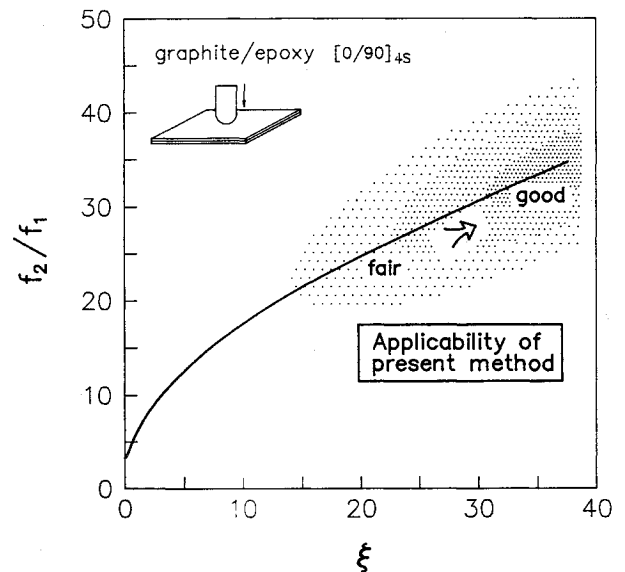 50
graphite/epoxy [0/90]4S
40
30
good
f2/f1
fair
20
Applicability of
present method
10
0
0 10 20 30 40
ξ